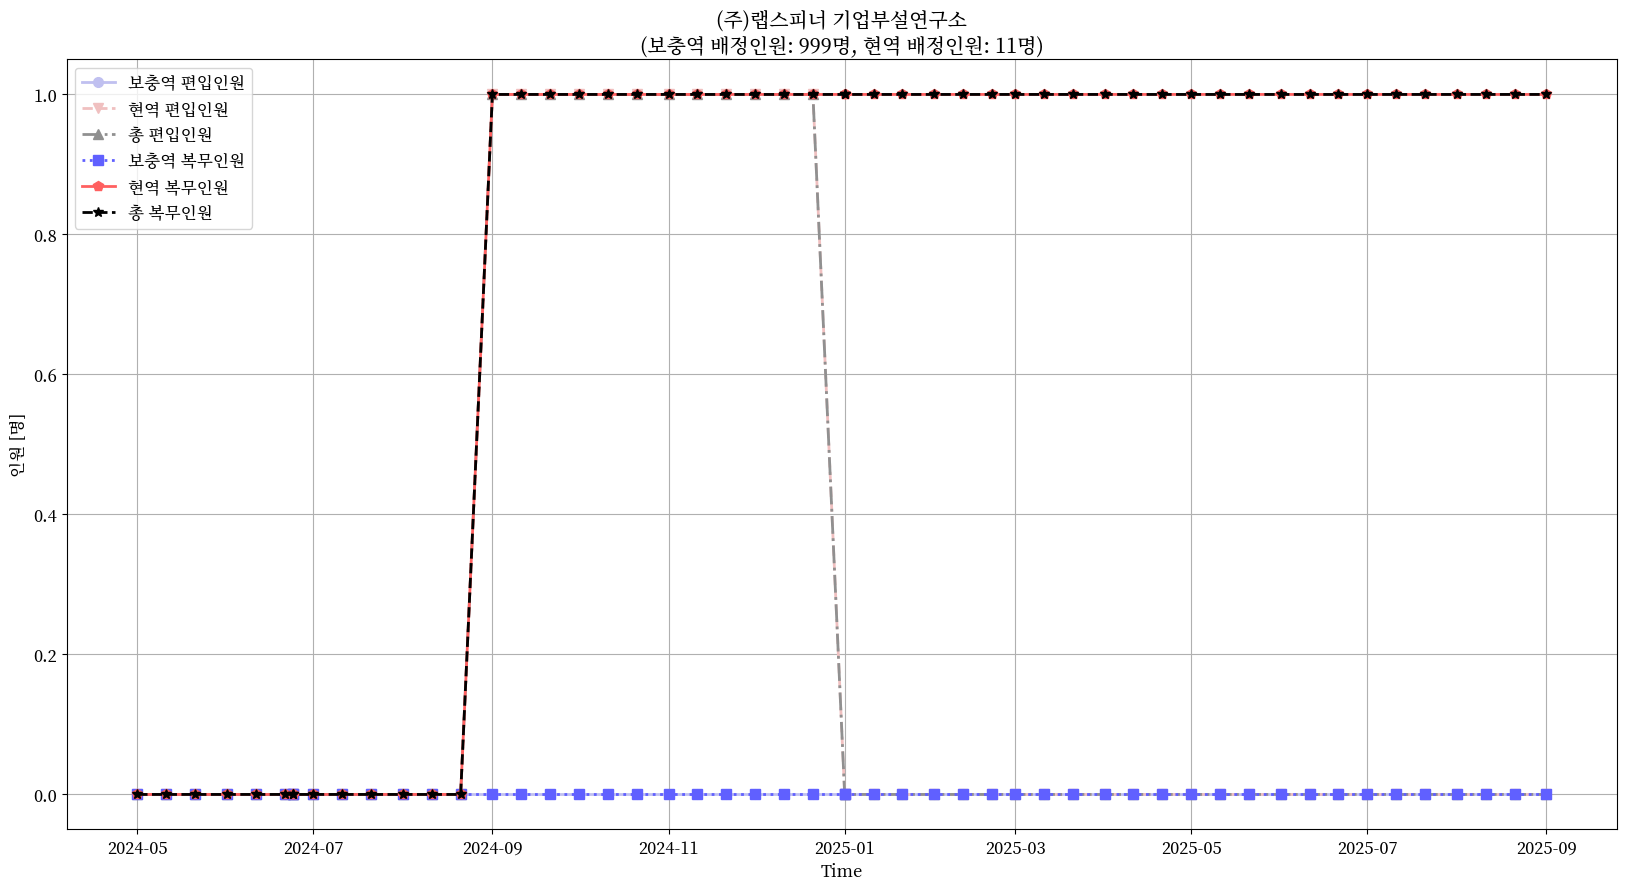 (주)랩스피너 기업부설연구소
(보충역 배정인원: 999명, 현역 배정인원: 11명)
보충역 편입인원
현역 편입인원
총 편입인원
보충역 복무인원
현역 복무인원
총 복무인원
1.0
0.8
0.6
0.4
0.2
0.0
인원 [명]
2024-05
2024-07
2024-09
2024-11
2025-01
2025-03
2025-05
2025-07
2025-09
Time